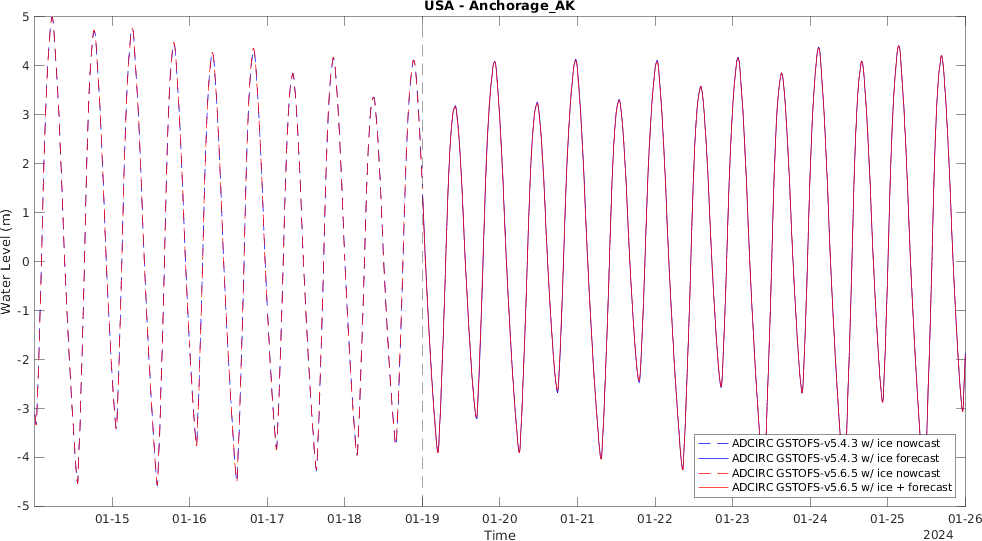 USA - Anchorage_AK
5
4
3
2
1
0
-1
-2
-3
-4
-5
Water Level (m)
ADCIRC GSTOFS-v5.4.3 w/ ice nowcast
ADCIRC GSTOFS-v5.4.3 w/ ice forecast
ADCIRC GSTOFS-v5.6.5 w/ ice nowcast
ADCIRC GSTOFS-v5.6.5 w/ ice + forecast
01-15 01-16 01-17 01-18 01-19 01-20 01-21 01-22 01-23 01-24 01-25 01-26
Time
2024